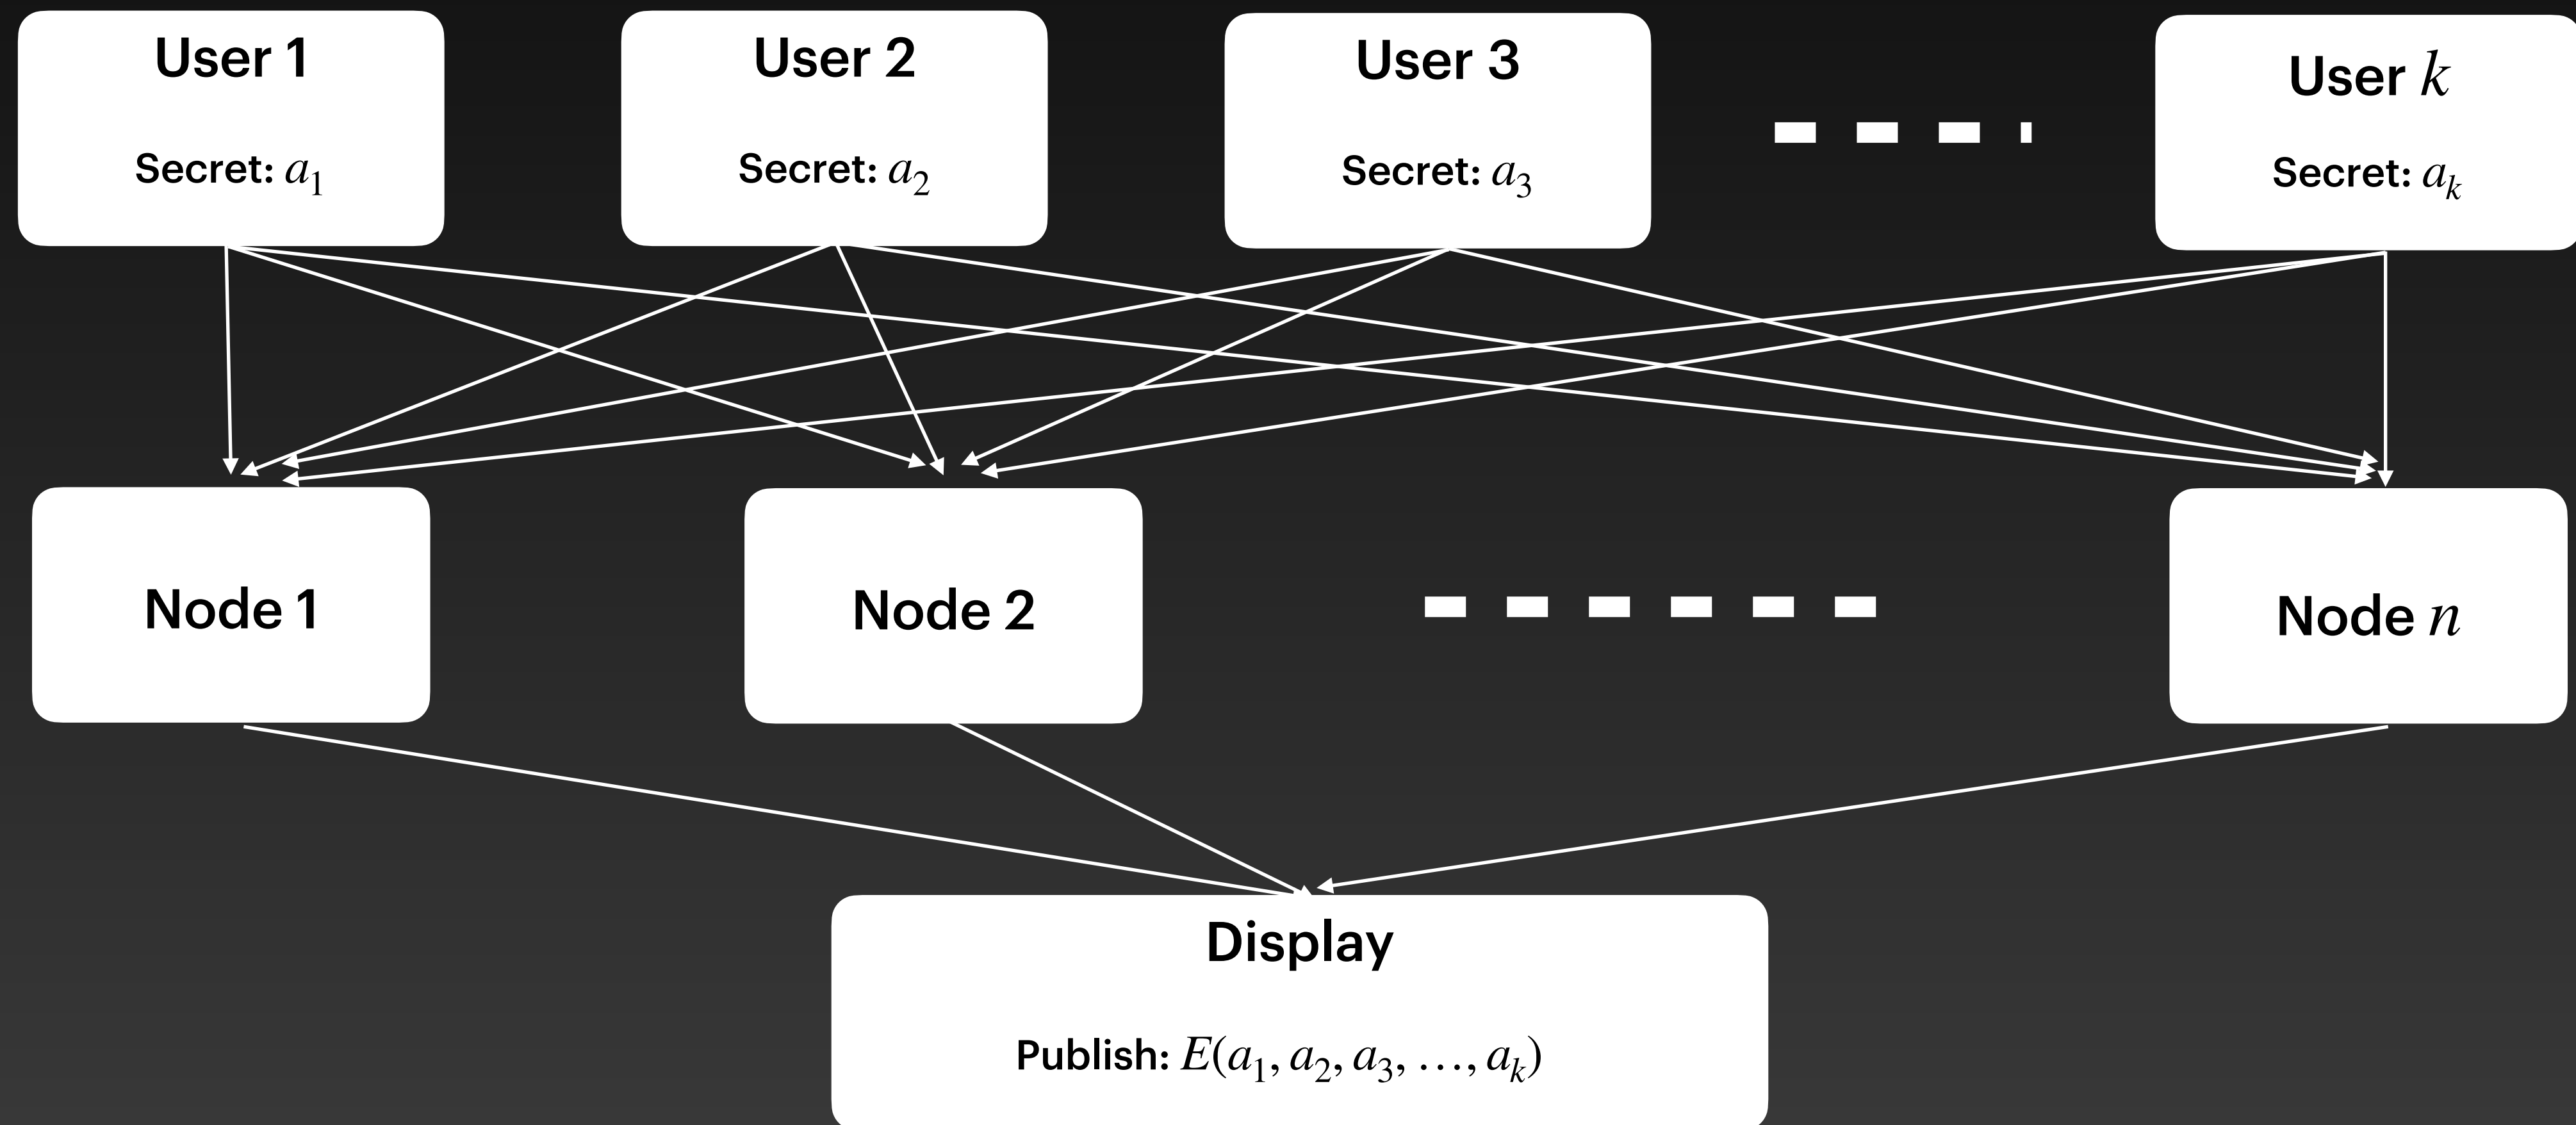 User 1
Secret: a₁
User 2
Secret: a₂
User 3
Secret: a₃
User k
Secret: aₖ
Node 1
Node 2
Node n
Display
Publish: E(a₁, a₂, a₃, …, aₖ)